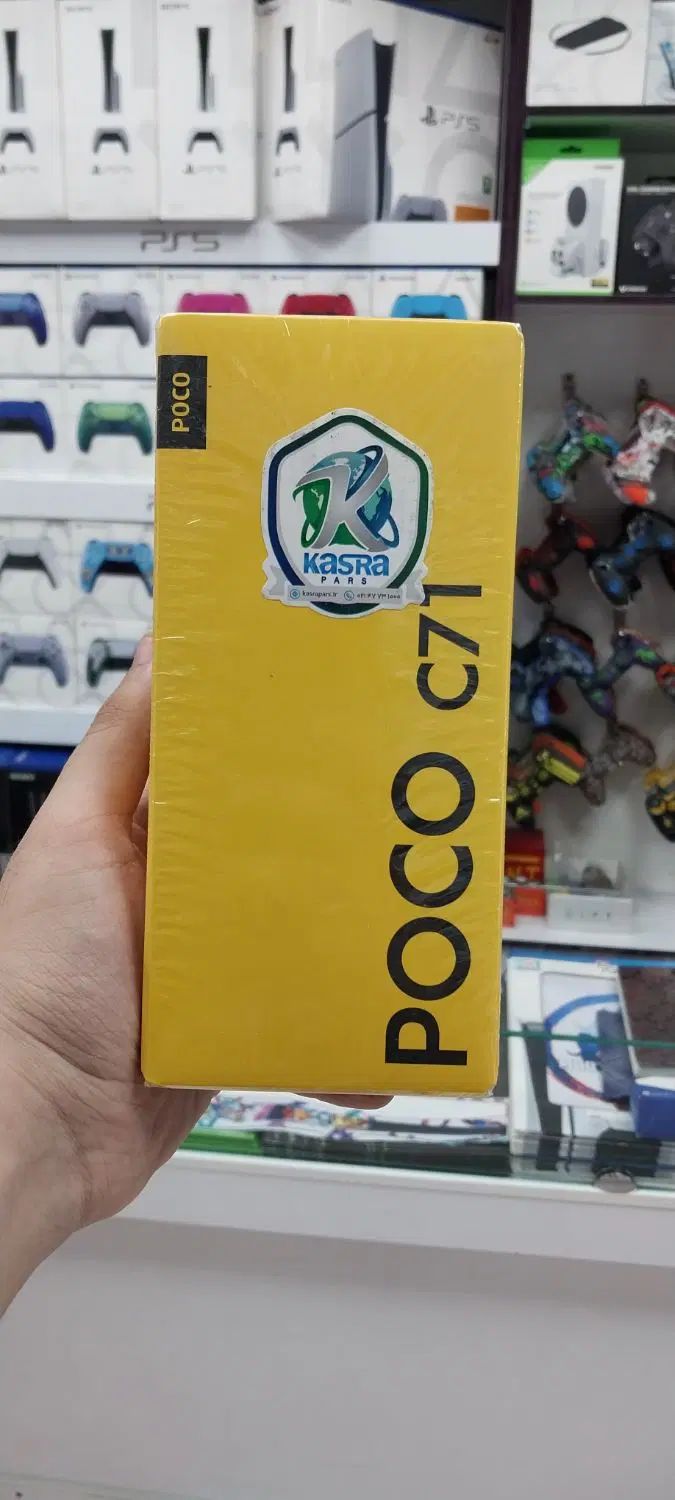 PS5
PS5
POCO
KASRA
PARS
kasrapars.ir
POCO C71